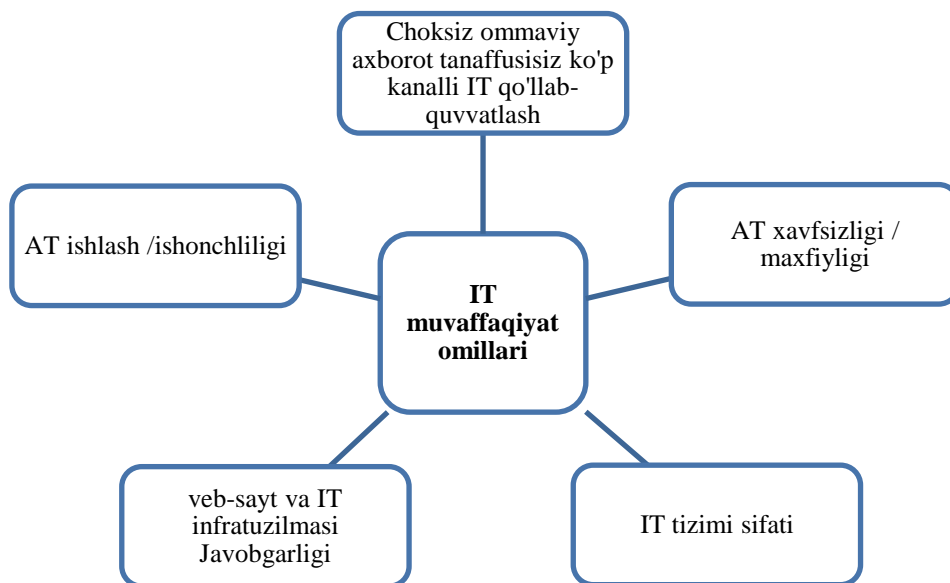 Choksiz ommaviy
axborot tanaffusisiz ko'p
kanalli IT qo'llab-
quvvatlash
AT ishlash /ishonchliligi
AT xavfsizligi /
maxfiyligi
IT
muvaffaqiyat
omillari
veb-sayt va IT
infratuzilmasi
Javobgarligi
IT tizimi sifati